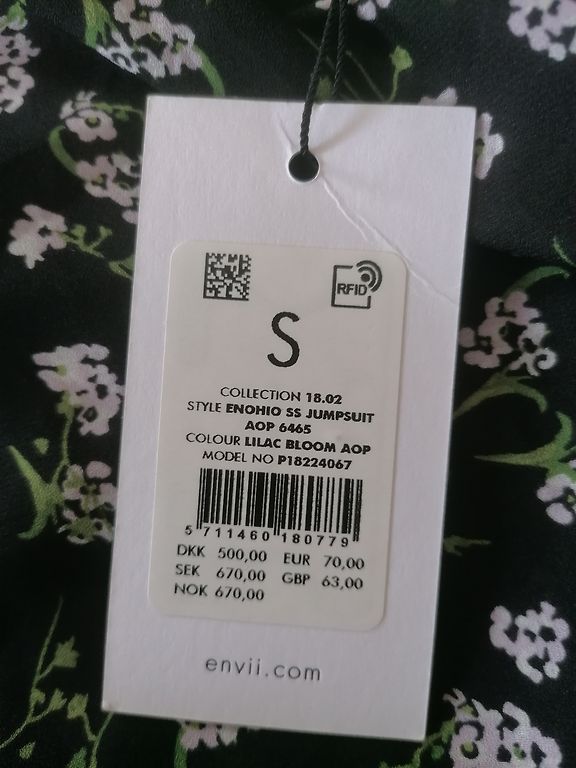 RFID
S
COLLECTION 18.02
STYLE ENOHIO SS JUMPSUIT
AOP 6465
COLOUR LILAC BLOOM AOP
MODEL NO P18224067
5 711460 180779
DKK 500,00 EUR 70,00
SEK 670,00 GBP 63,00
NOK 670,00
envii.com